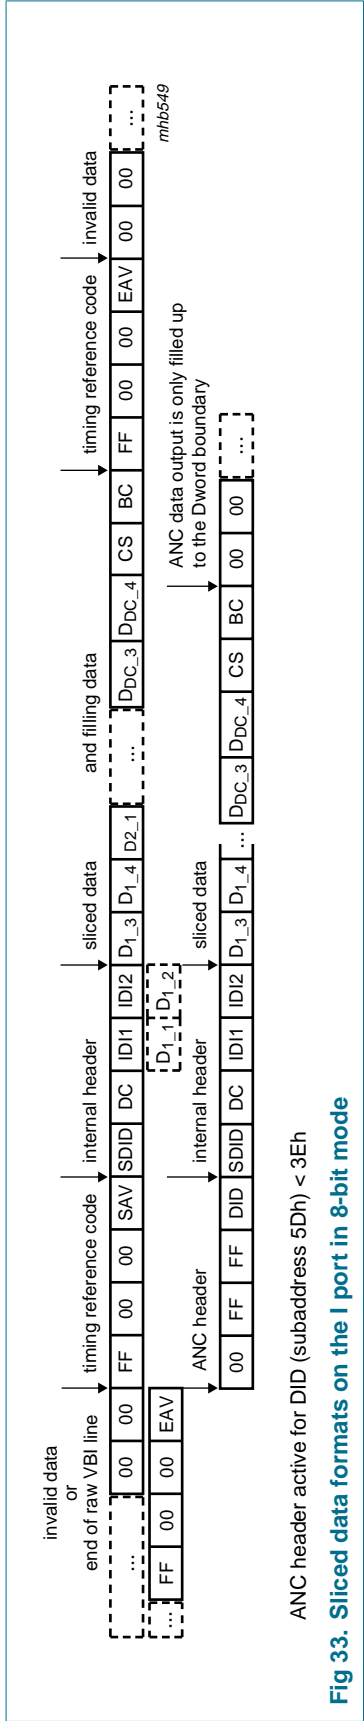 invalid data
or
end of raw VBI line
timing reference code
internal header
sliced data
and filling data
timing reference code
invalid data
... 00 00 FF 00 00 SAV SDID DC IDI1 IDI2 D1_3 D1_4 D2_1 ... DDC_3 DDC_4 CS BC FF 00 00 EAV 00 00 ...
... FF 00 00 EAV
D1_1 D1_2
mhb549
ANC header
internal header
sliced data
ANC data output is only filled up
to the Dword boundary
00 FF FF DID SDID DC IDI1 IDI2 D1_3 D1_4 ... DDC_3 DDC_4 CS BC 00 00 ...
ANC header active for DID (subaddress 5Dh) < 3Eh
Fig 33. Sliced data formats on the I port in 8-bit mode